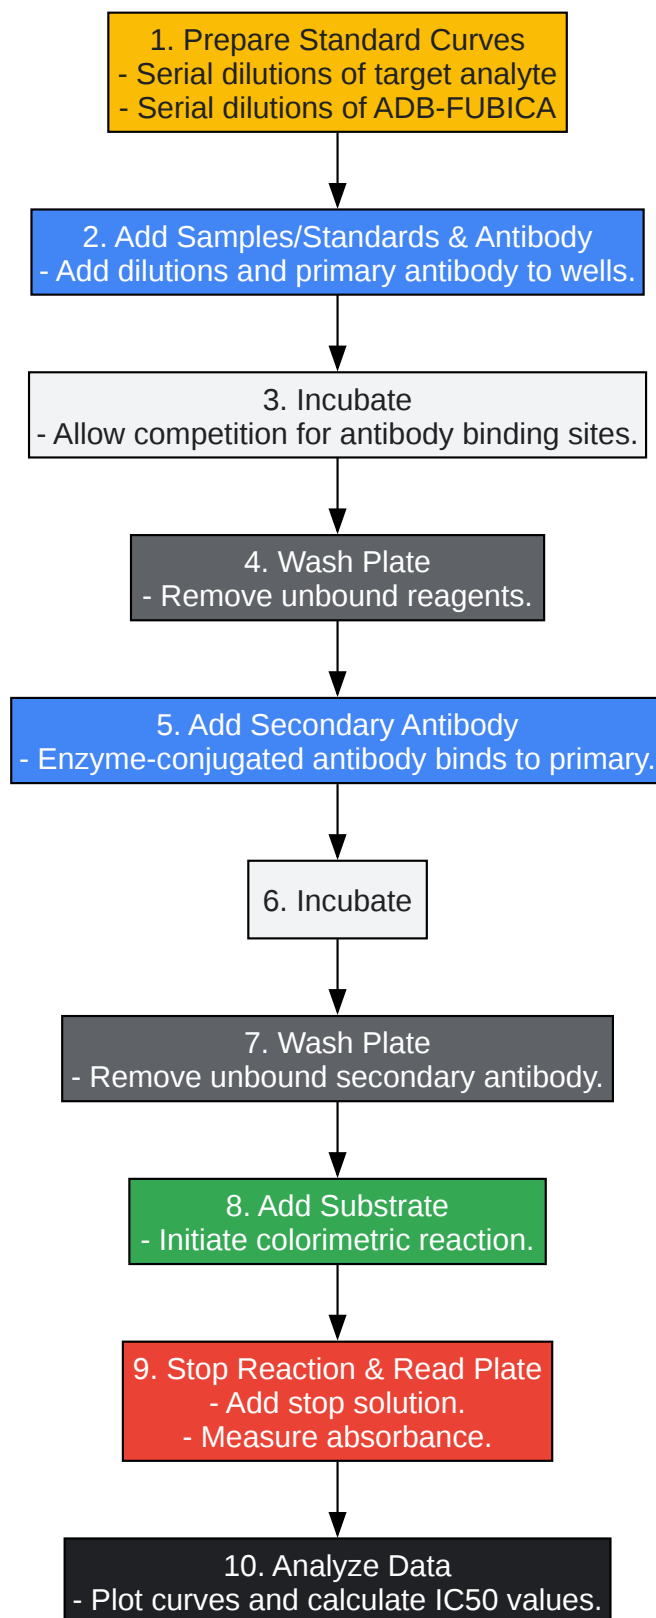 1. Prepare Standard Curves
- Serial dilutions of target analyte
- Serial dilutions of ADB-FUBICA
2. Add Samples/Standards & Antibody
- Add dilutions and primary antibody to wells.
3. Incubate
- Allow competition for antibody binding sites.
4. Wash Plate
- Remove unbound reagents.
5. Add Secondary Antibody
- Enzyme-conjugated antibody binds to primary.
6. Incubate
7. Wash Plate
- Remove unbound secondary antibody.
8. Add Substrate
- Initiate colorimetric reaction.
9. Stop Reaction & Read Plate
- Add stop solution.
- Measure absorbance.
10. Analyze Data
- Plot curves and calculate IC50 values.